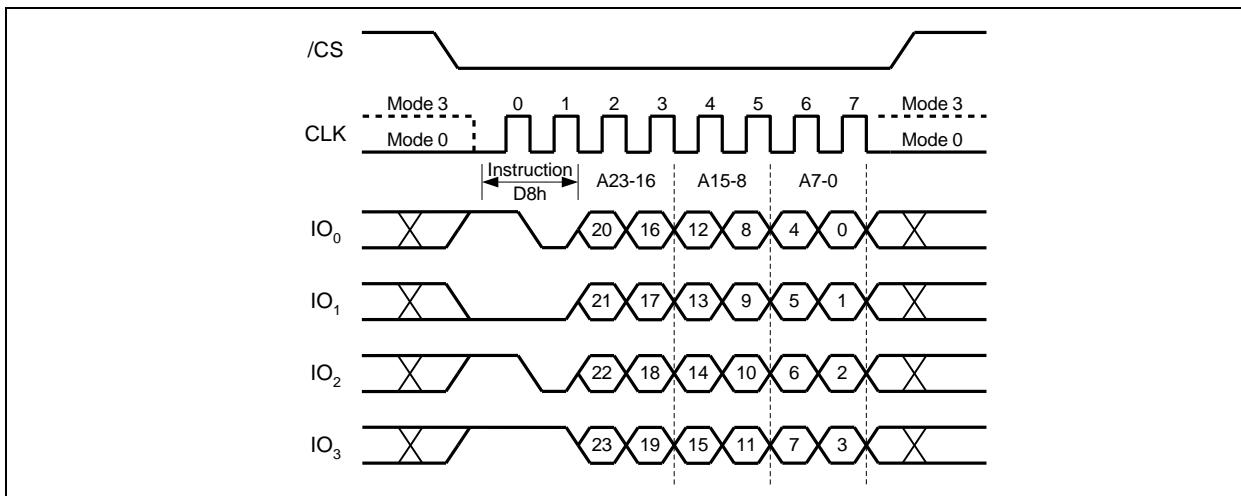 /CS
Mode 3 0 1 2 3 4 5 6 7 Mode 3
CLK
Mode 0 Mode 0
Instruction
D8h
A23-16 A15-8 A7-0
IO0 20 16 12 8 4 0
IO1 21 17 13 9 5 1
IO2 22 18 14 10 6 2
IO3 23 19 15 11 7 3